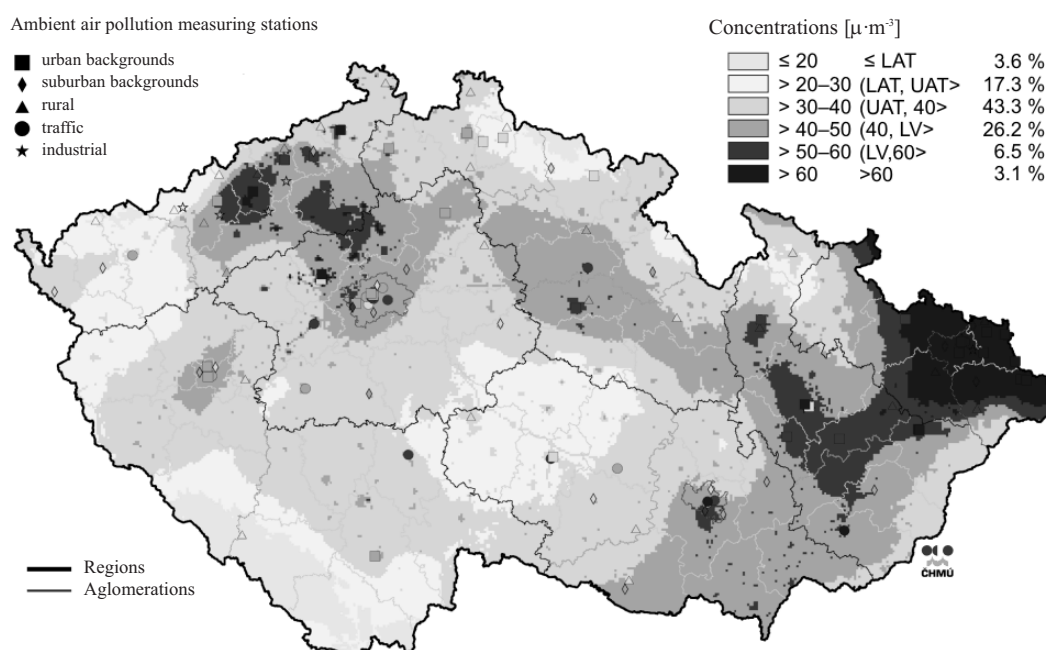 Ambient air pollution measuring stations
urban backgrounds
suburban backgrounds
rural
traffic
industrial
Concentrations [µ·m⁻³]
≤ 20 ≤ LAT 3.6 %
> 20–30 (LAT, UAT> 17.3 %
> 30–40 (UAT, 40> 43.3 %
> 40–50 (40, LV> 26.2 %
> 50–60 (LV,60> 6.5 %
> 60 >60 3.1 %
Regions
Aglomerations
ČHMÚ